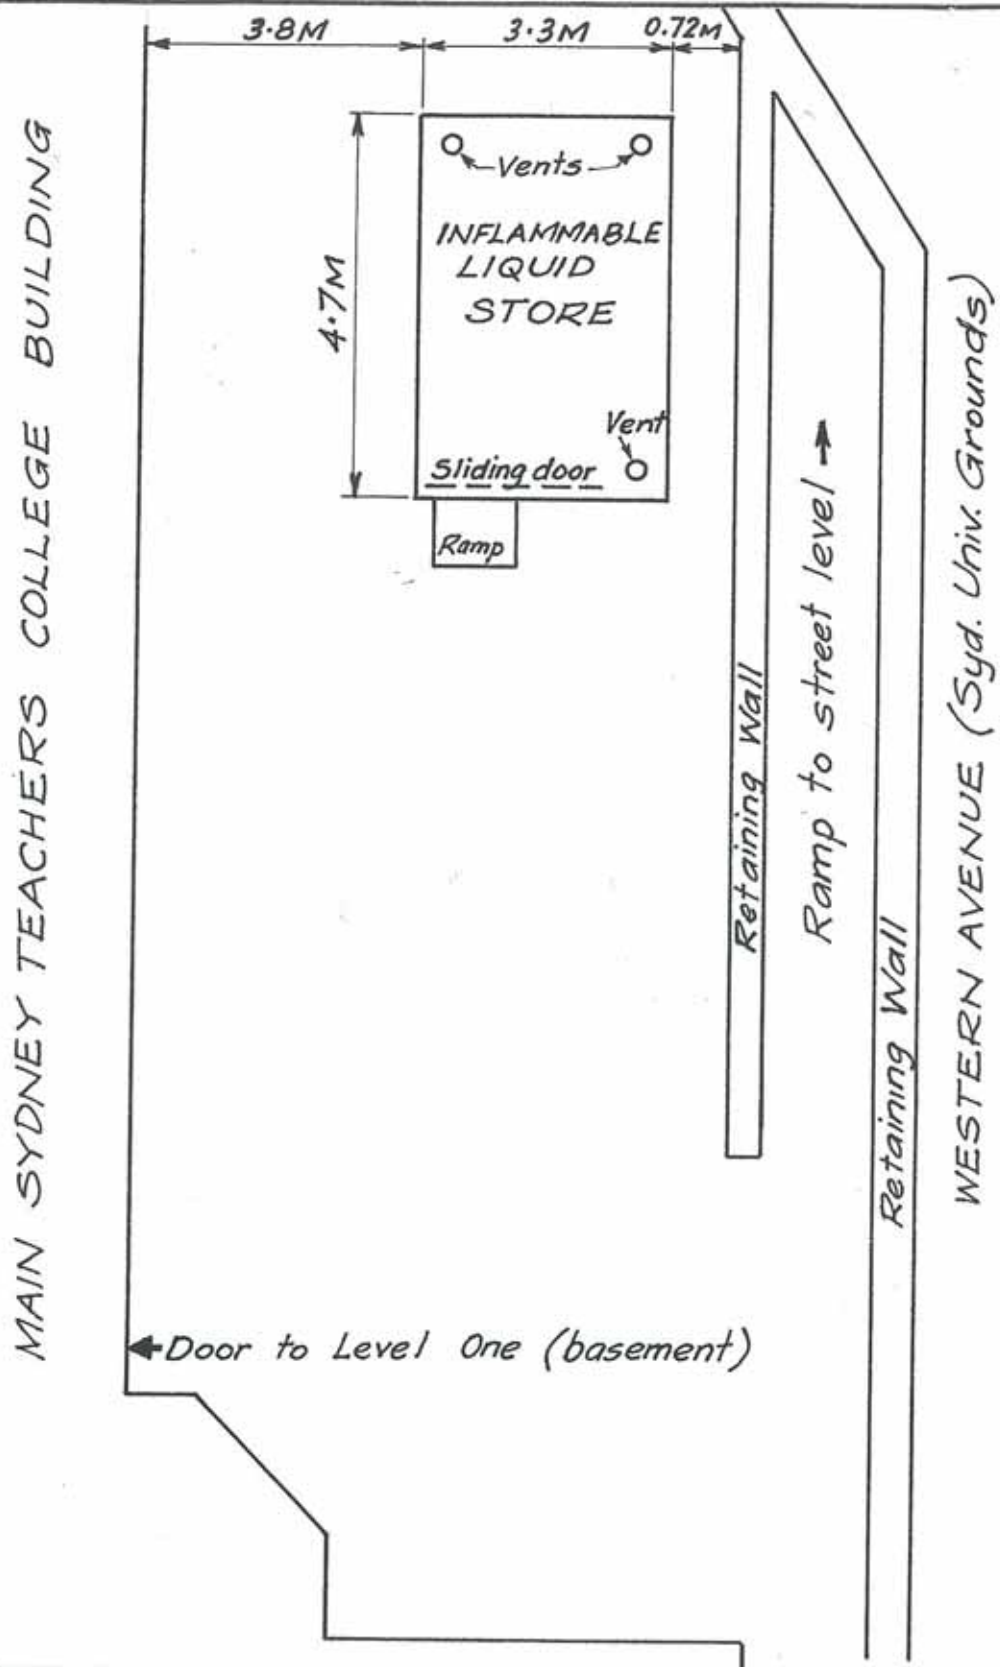 3.8M 3.3M 0.72M
Vents
INFLAMMABLE
LIQUID
STORE
4.7M
Vent
Sliding door
Ramp
MAIN SYDNEY TEACHERS COLLEGE BUILDING
Retaining Wall
Ramp to street level
Retaining Wall
WESTERN AVENUE (Syd. Univ. Grounds)
Door to Level One (basement)